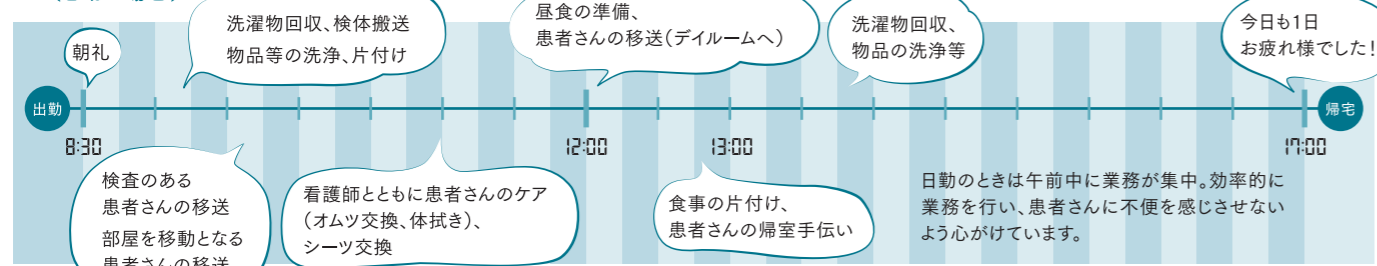 朝礼
洗濯物回収、検体搬送
物品等の洗浄、片付け
昼食の準備、
患者さんの移送（デイルームへ）
洗濯物回収、
物品の洗浄等
今日も1日
お疲れ様でした！
出勤
帰宅
8:30
12:00
13:00
17:00
検査のある
患者さんの移送
部屋を移動となる
患者さんの移送
看護師とともに患者さんのケア
（オムツ交換、体拭き）、
シーツ交換
食事の片付け、
患者さんの帰室手伝い
日勤のときは午前中に業務が集中。効率的に
業務を行い、患者さんに不便を感じさせない
よう心がけています。